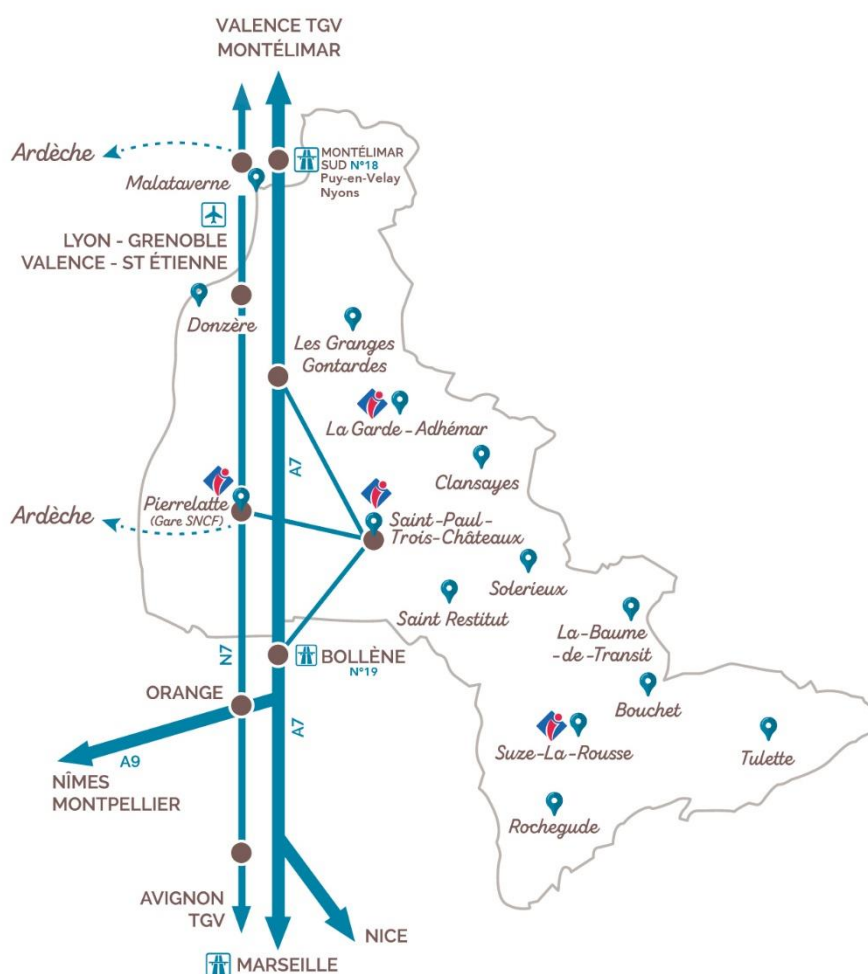 VALENCE TGV
MONTÉLIMAR
Ardèche
MONTÉLIMAR
SUD N°18
Puy-en-Velay
Nyons
Malataverne
LYON - GRENOBLE
VALENCE - ST ÉTIENNE
Donzère
Les Granges
Gontardes
La Garde-Adhémar
A7
Clansayes
Pierrelatte
(Gare SNCF)
Ardèche
Saint-Paul-
Trois-Châteaux
Solerieux
Saint Restitut
La-Baume
-de-Transit
N7
BOLLÈNE
N°19
ORANGE
A7
Bouchet
Suze-La-Rousse
Tulette
A9
NÎMES
MONTPELLIER
Rochegude
AVIGNON
TGV
NICE
MARSEILLE